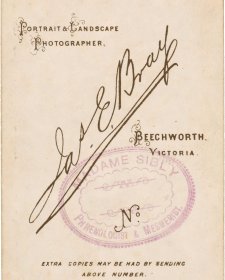 PORTRAIT & LANDSCAPE
PHOTOGRAPHER.
Jas. E. Bray
BEECHWORTH.
VICTORIA
MADAME SIBLY
PHRENOLOGIST & MESMERIST
No.
EXTRA COPIES MAY BE HAD BY SENDING
ABOVE NUMBER.